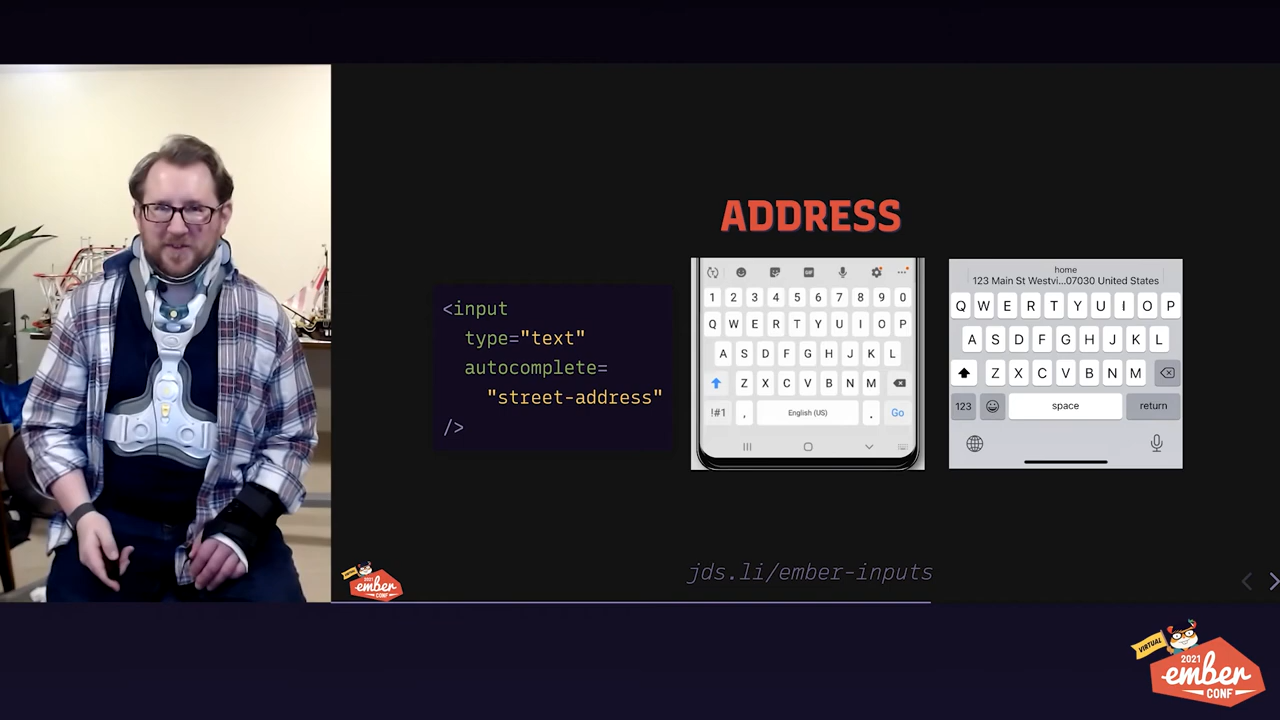 ADDRESS
<input
type="text"
autocomplete=
"street-address"
/>
GIF
1 2 3 4 5 6 7 8 9 0
Q W E R T Y U I O P
A S D F G H J K L
Z X C V B N M
!#1 , English (US) . Go
home
123 Main St Westvi...07030 United States
Q W E R T Y U I O P
A S D F G H J K L
Z X C V B N M
123 space return
jds.li/ember-inputs
2021
ember
CONF
VIRTUAL
2021
ember
CONF